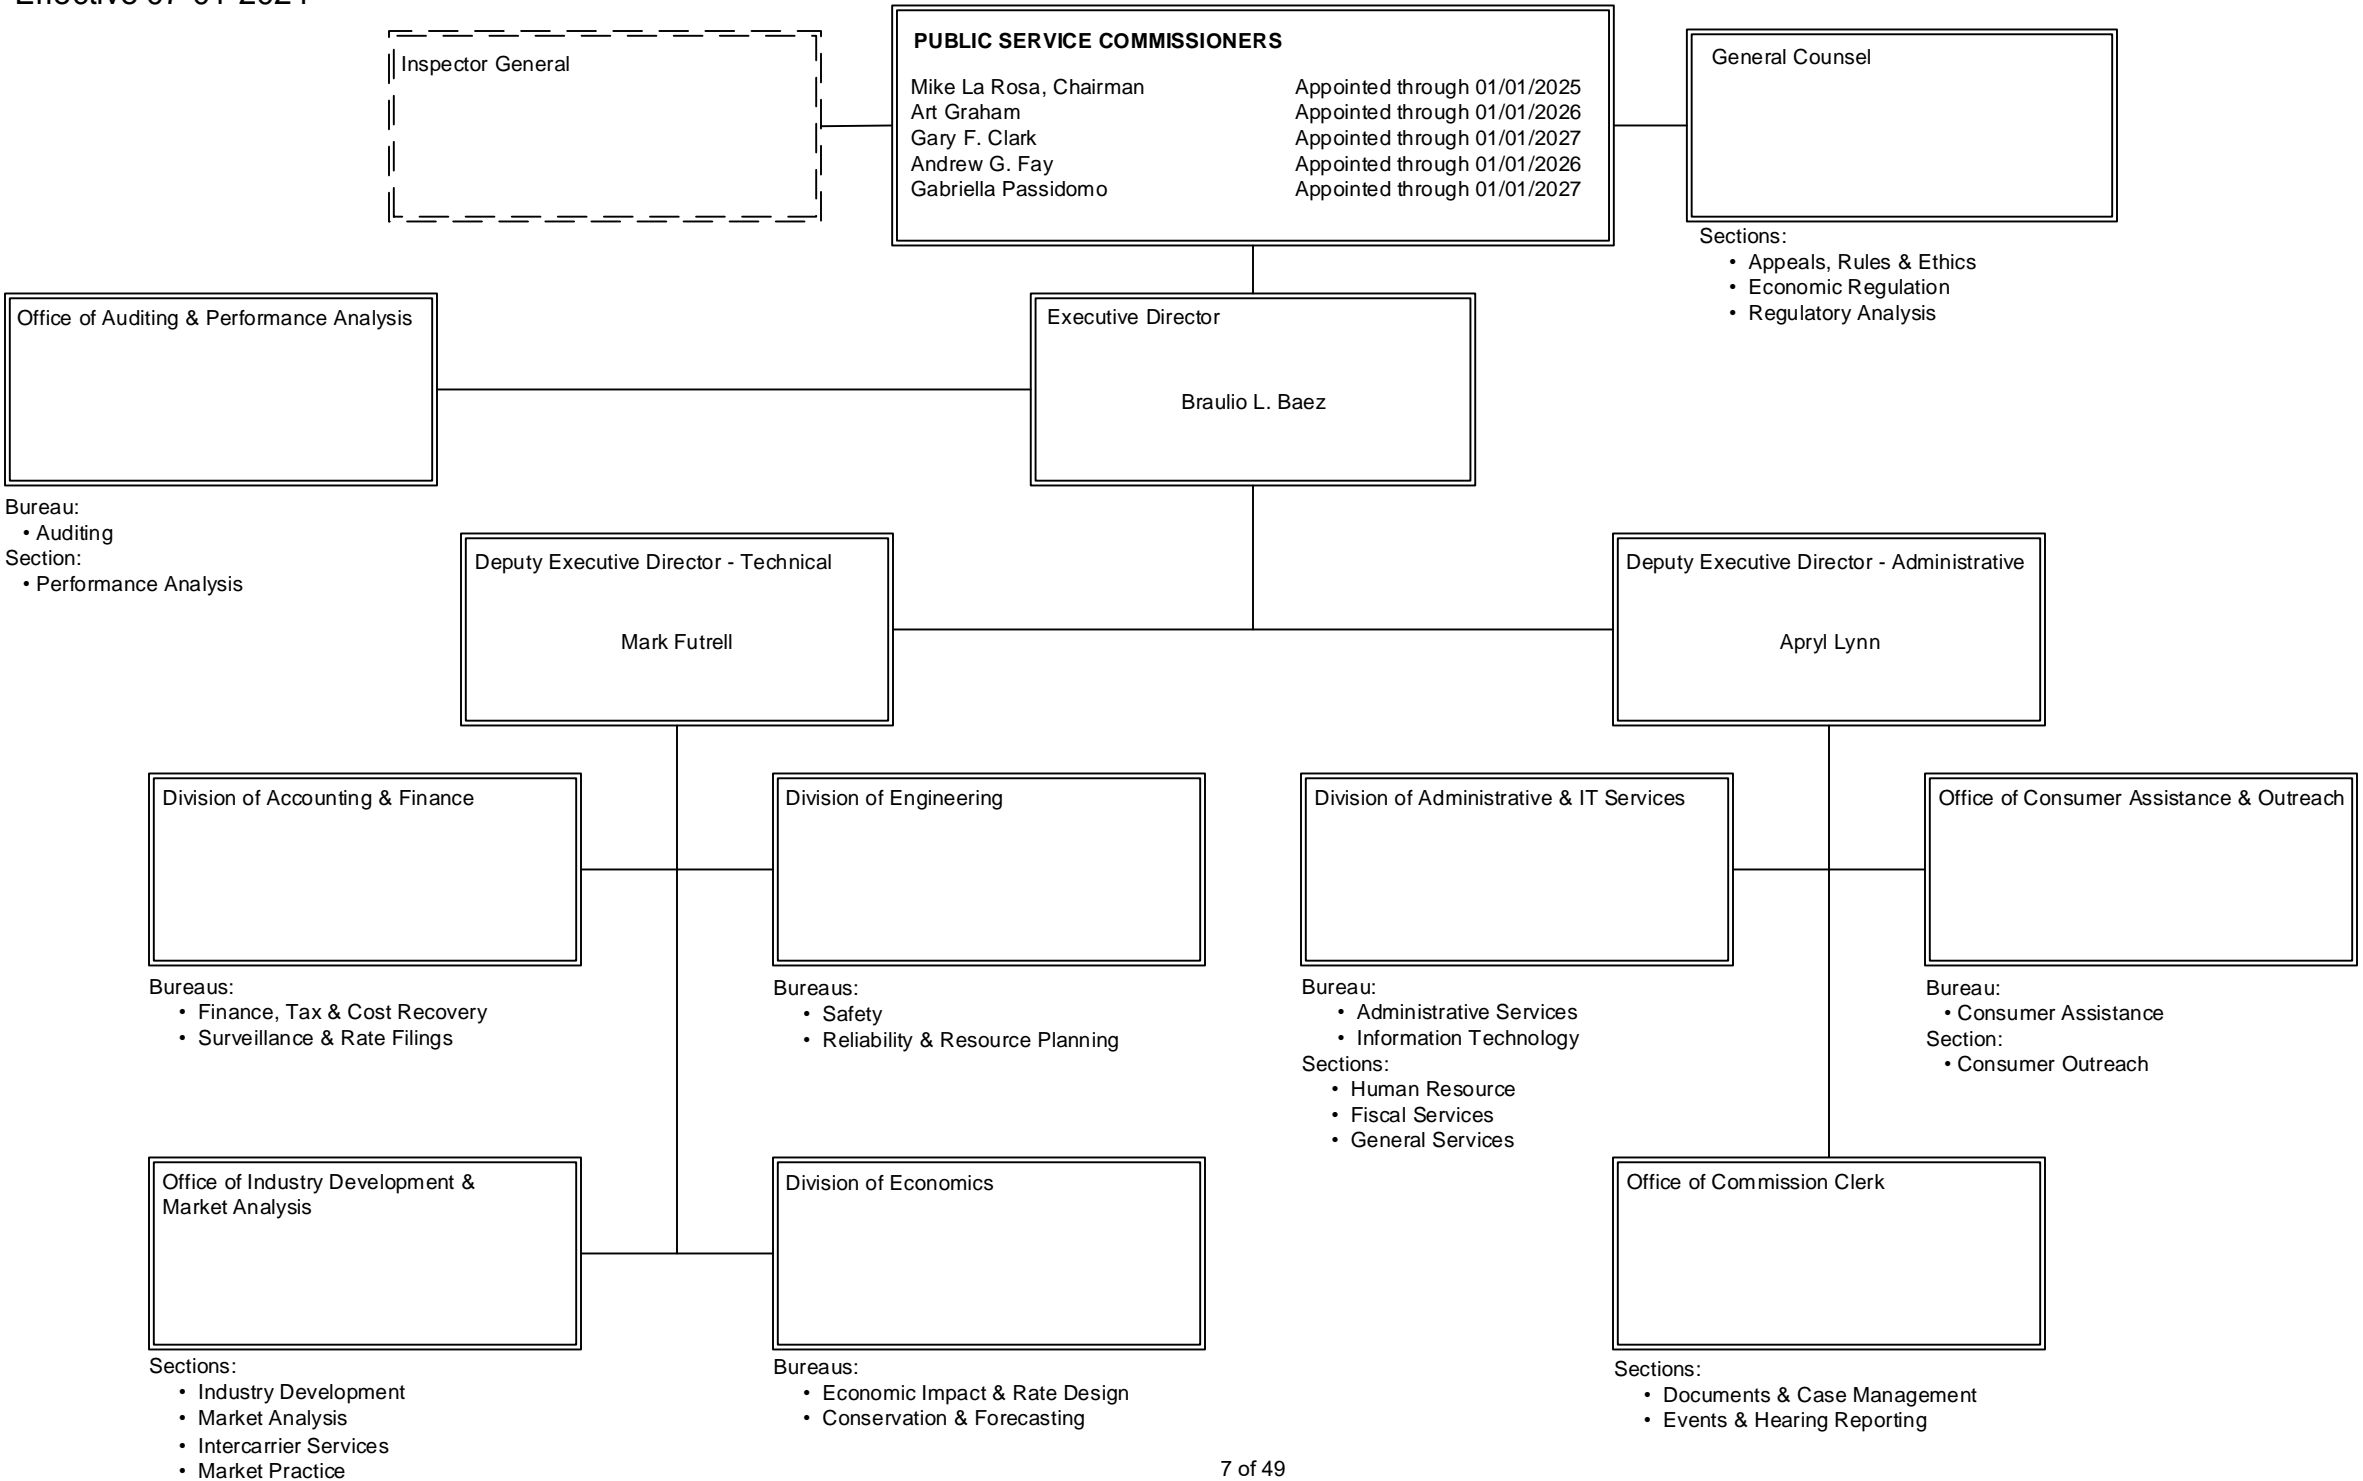 Effective 07-01-2024
Inspector General
PUBLIC SERVICE COMMISSIONERS
Mike La Rosa, Chairman Appointed through 01/01/2025
Art Graham Appointed through 01/01/2026
Gary F. Clark Appointed through 01/01/2027
Andrew G. Fay Appointed through 01/01/2026
Gabriella Passidomo Appointed through 01/01/2027
General Counsel
Sections:
• Appeals, Rules & Ethics
• Economic Regulation
• Regulatory Analysis
Office of Auditing & Performance Analysis
Bureau:
• Auditing
Section:
• Performance Analysis
Executive Director
Braulio L. Baez
Deputy Executive Director - Technical
Mark Futrell
Deputy Executive Director - Administrative
Apryl Lynn
Division of Accounting & Finance
Bureaus:
• Finance, Tax & Cost Recovery
• Surveillance & Rate Filings
Division of Engineering
Bureaus:
• Safety
• Reliability & Resource Planning
Division of Administrative & IT Services
Bureau:
• Administrative Services
• Information Technology
Sections:
• Human Resource
• Fiscal Services
• General Services
Office of Consumer Assistance & Outreach
Bureau:
• Consumer Assistance
Section:
• Consumer Outreach
Office of Industry Development &
Market Analysis
Sections:
• Industry Development
• Market Analysis
• Intercarrier Services
• Market Practice
Division of Economics
Bureaus:
• Economic Impact & Rate Design
• Conservation & Forecasting
Office of Commission Clerk
Sections:
• Documents & Case Management
• Events & Hearing Reporting
7 of 49